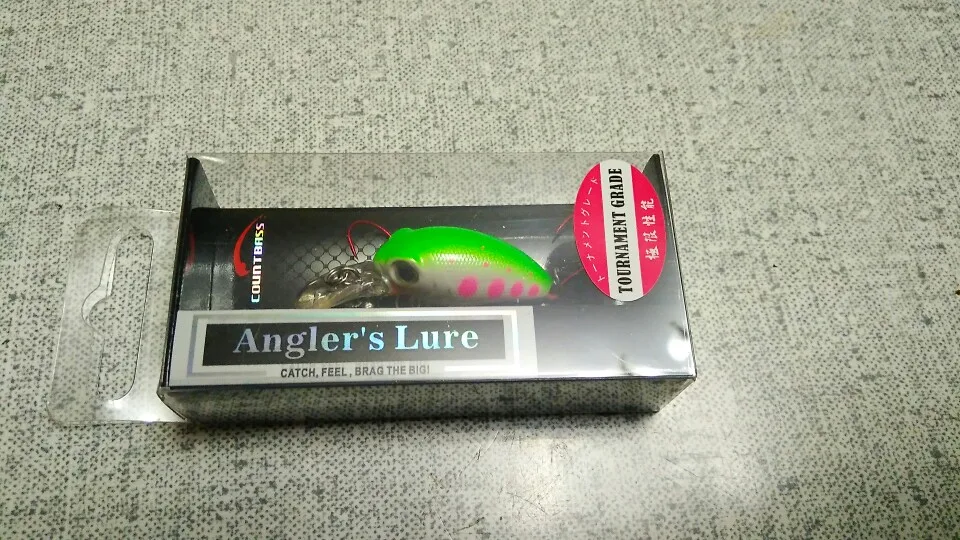 COUNTBASS
Angler's Lure
CATCH, FEEL, BRAG THE BIG!
トーナメントグレード
TOURNAMENT GRADE
極限性能